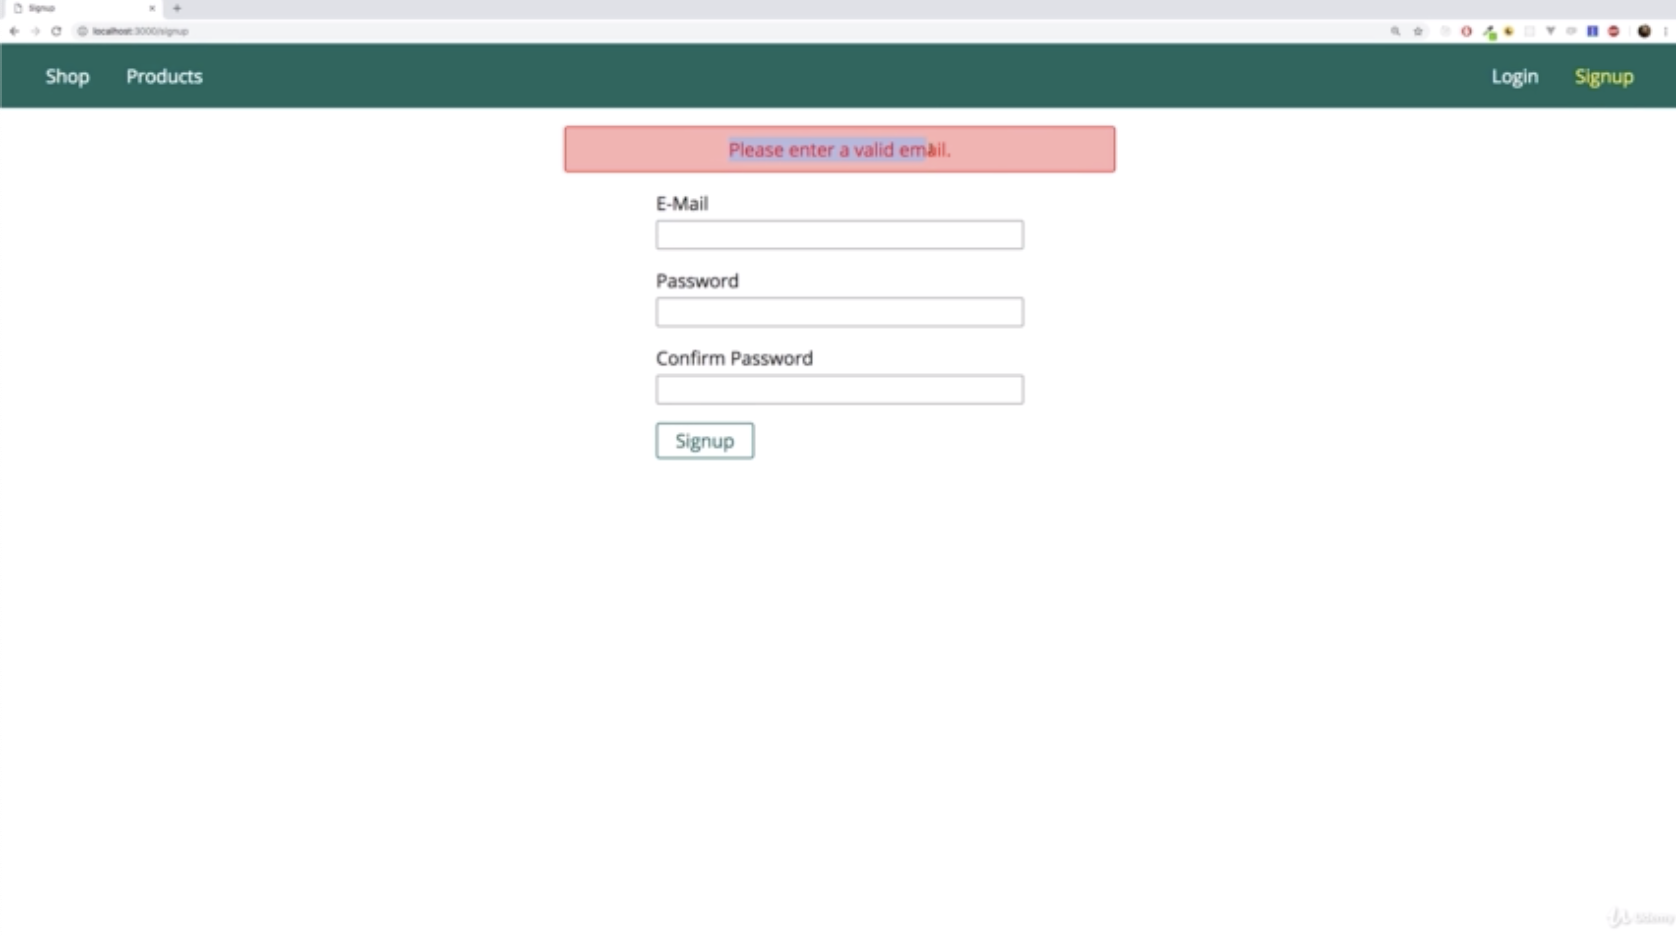 Signup
localhost:3000/signup
Shop Products Login Signup
Please enter a valid email.
E-Mail
Password
Confirm Password
Signup
Udemy